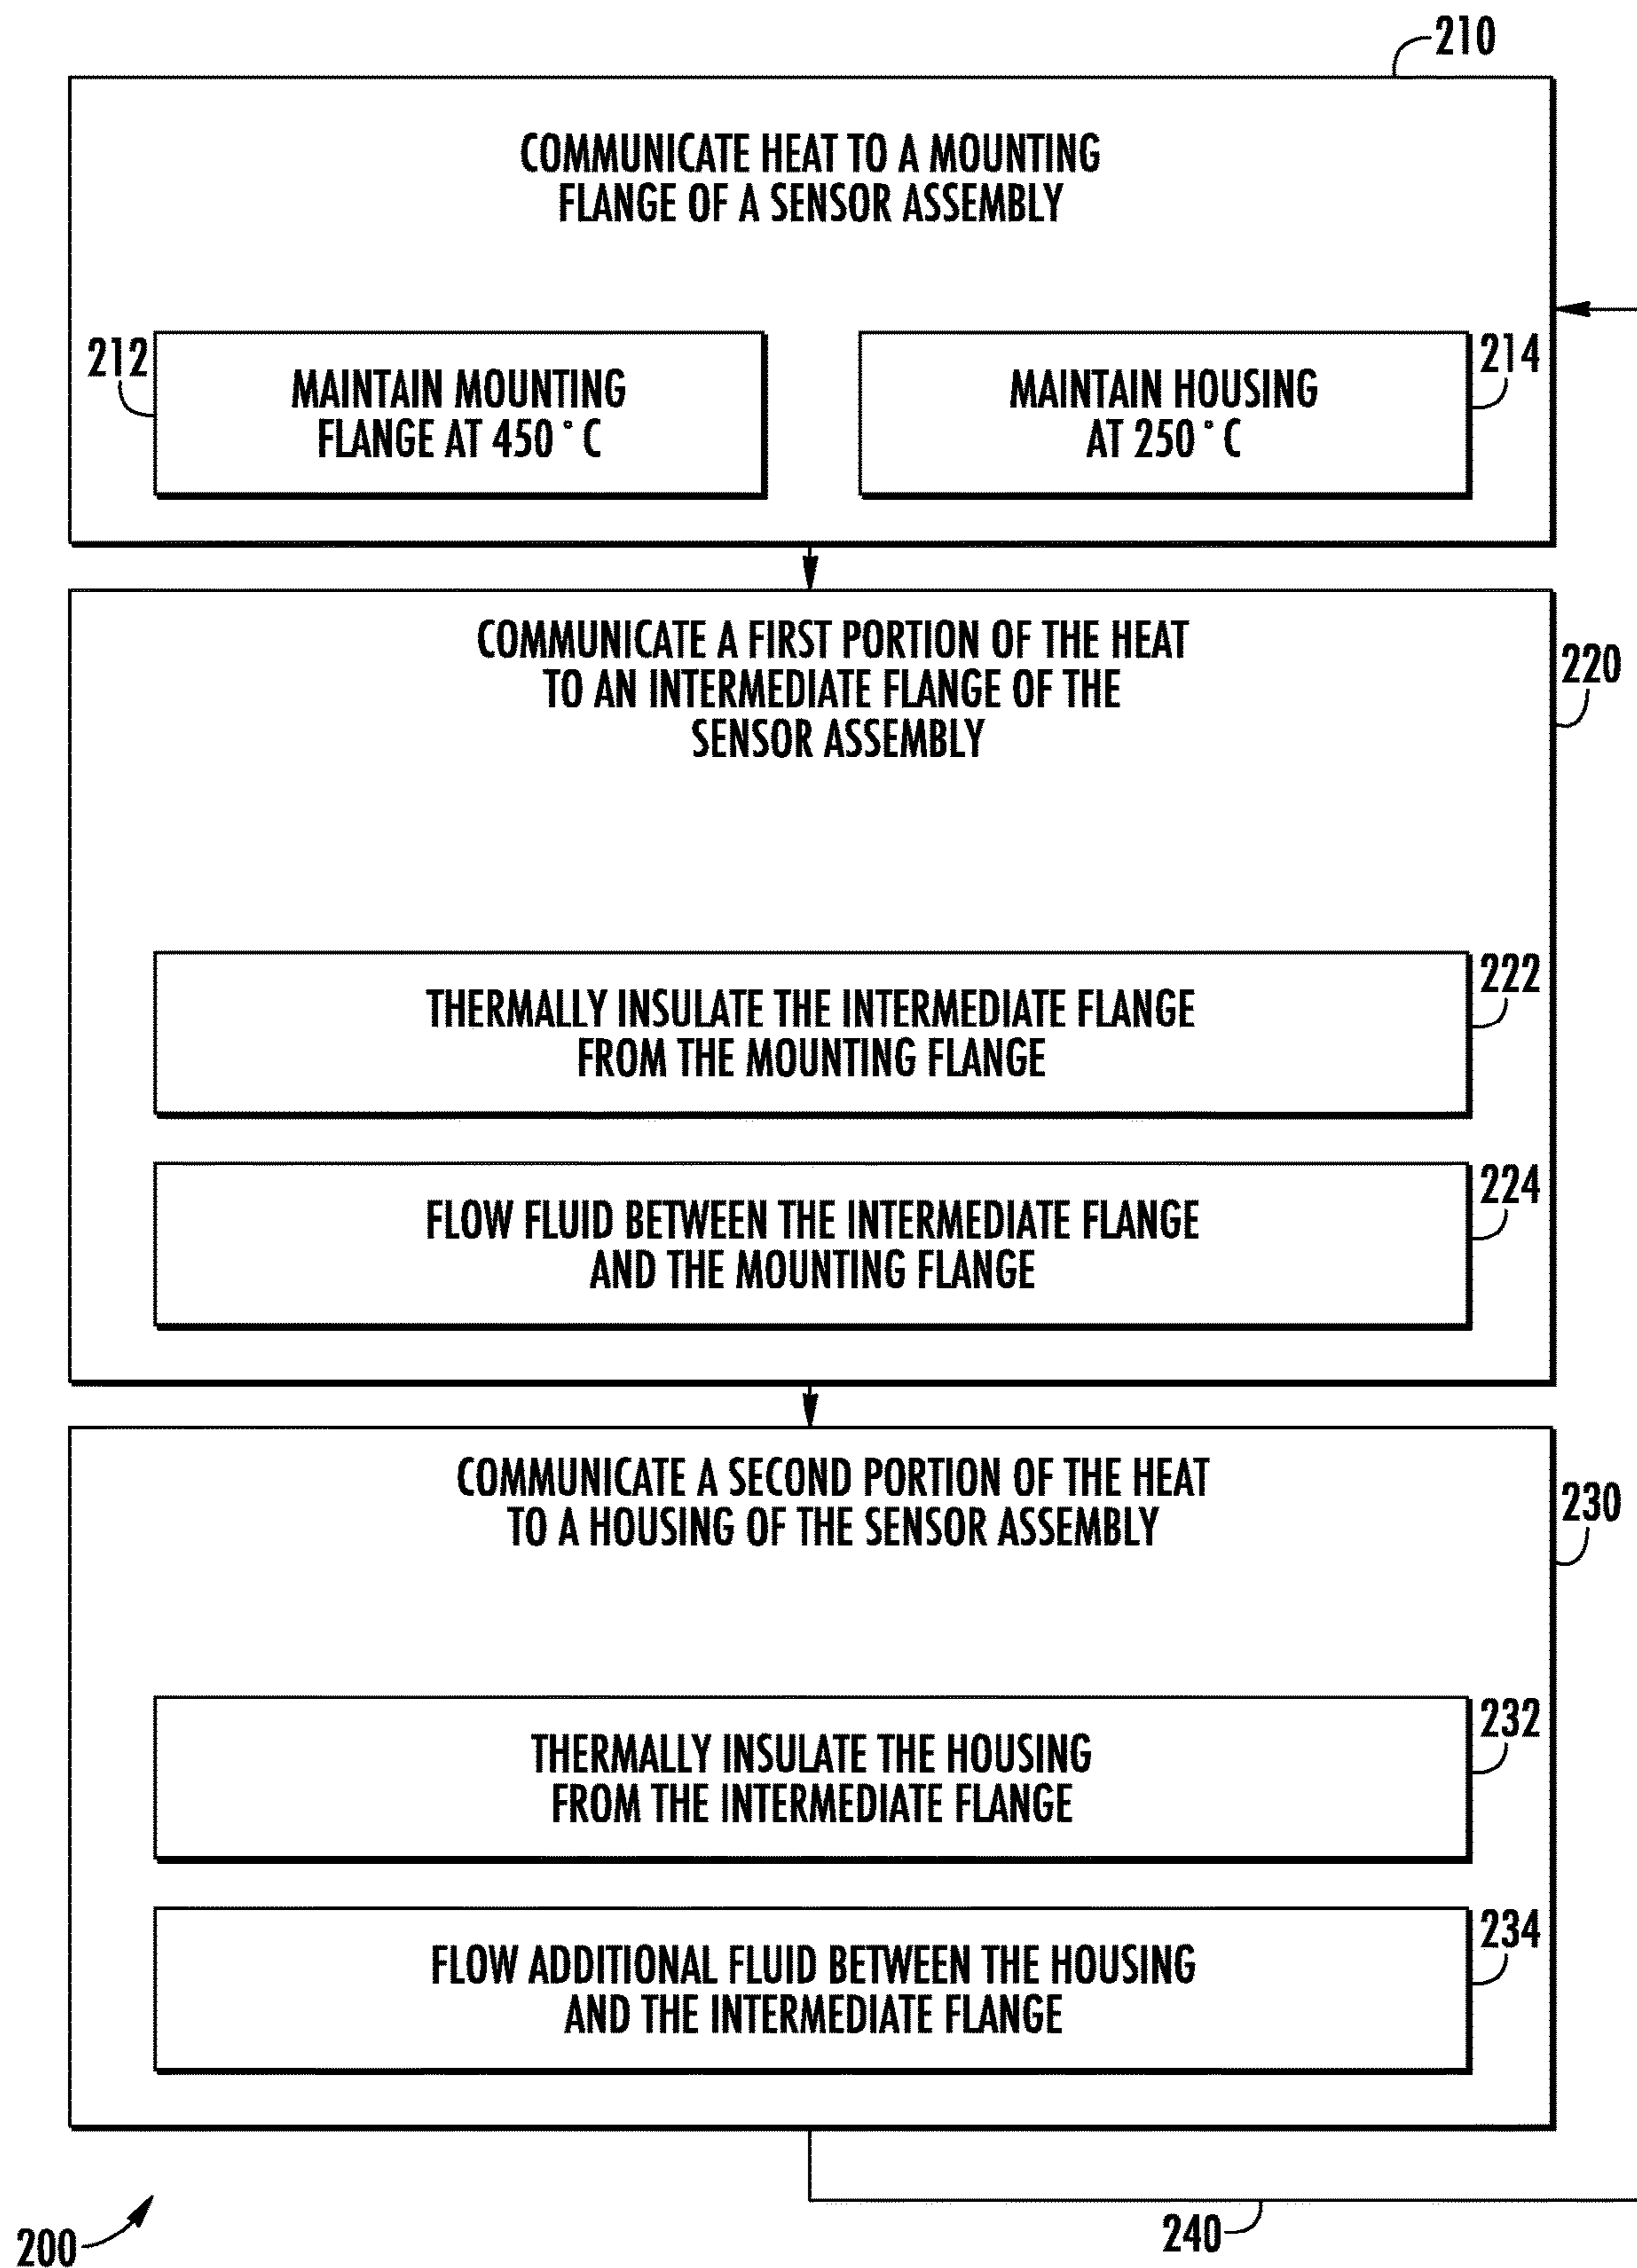 210
COMMUNICATE HEAT TO A MOUNTING
FLANGE OF A SENSOR ASSEMBLY
212
MAINTAIN MOUNTING
FLANGE AT 450°C
214
MAINTAIN HOUSING
AT 250°C
220
COMMUNICATE A FIRST PORTION OF THE HEAT
TO AN INTERMEDIATE FLANGE OF THE
SENSOR ASSEMBLY
222
THERMALLY INSULATE THE INTERMEDIATE FLANGE
FROM THE MOUNTING FLANGE
224
FLOW FLUID BETWEEN THE INTERMEDIATE FLANGE
AND THE MOUNTING FLANGE
230
COMMUNICATE A SECOND PORTION OF THE HEAT
TO A HOUSING OF THE SENSOR ASSEMBLY
232
THERMALLY INSULATE THE HOUSING
FROM THE INTERMEDIATE FLANGE
234
FLOW ADDITIONAL FLUID BETWEEN THE HOUSING
AND THE INTERMEDIATE FLANGE
200
240